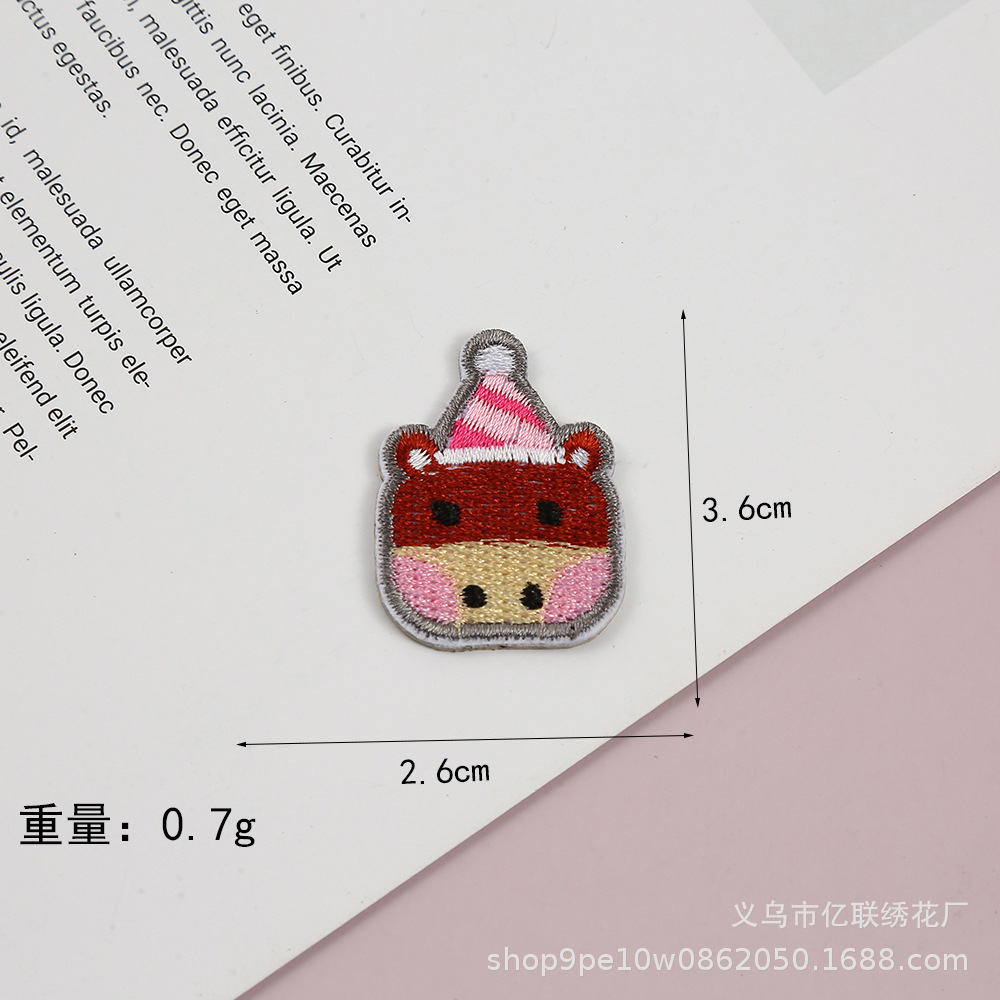 eget finibus. Curabitur in-
gittis nunc lacinia. Maecenas
malesuada efficitur ligula. Ut
faucibus nec. Donec eget massa
ctus egestas.
id, malesuada ullamcorper
elementum turpis ele-
ligula. Donec
eleifend elit
Pel-
3.6cm
2.6cm
重量：0.7g
义乌市亿联绣花厂
shop9pe10w0862050.1688.com